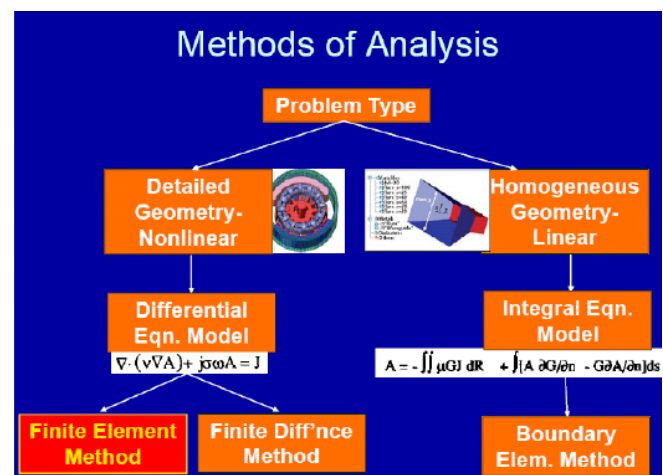 Methods of Analysis
Problem Type
Detailed
Geometry-
Nonlinear
Homogeneous
Geometry-
Linear
Differential
Eqn. Model
Integral Eqn.
Model
∇·(ν∇A)+ jσωA = J
A = -∫∫ μGJ dR + ∫[A ∂G/∂n - G∂A/∂n]ds
Finite Element
Method
Finite Diff'nce
Method
Boundary
Elem. Method